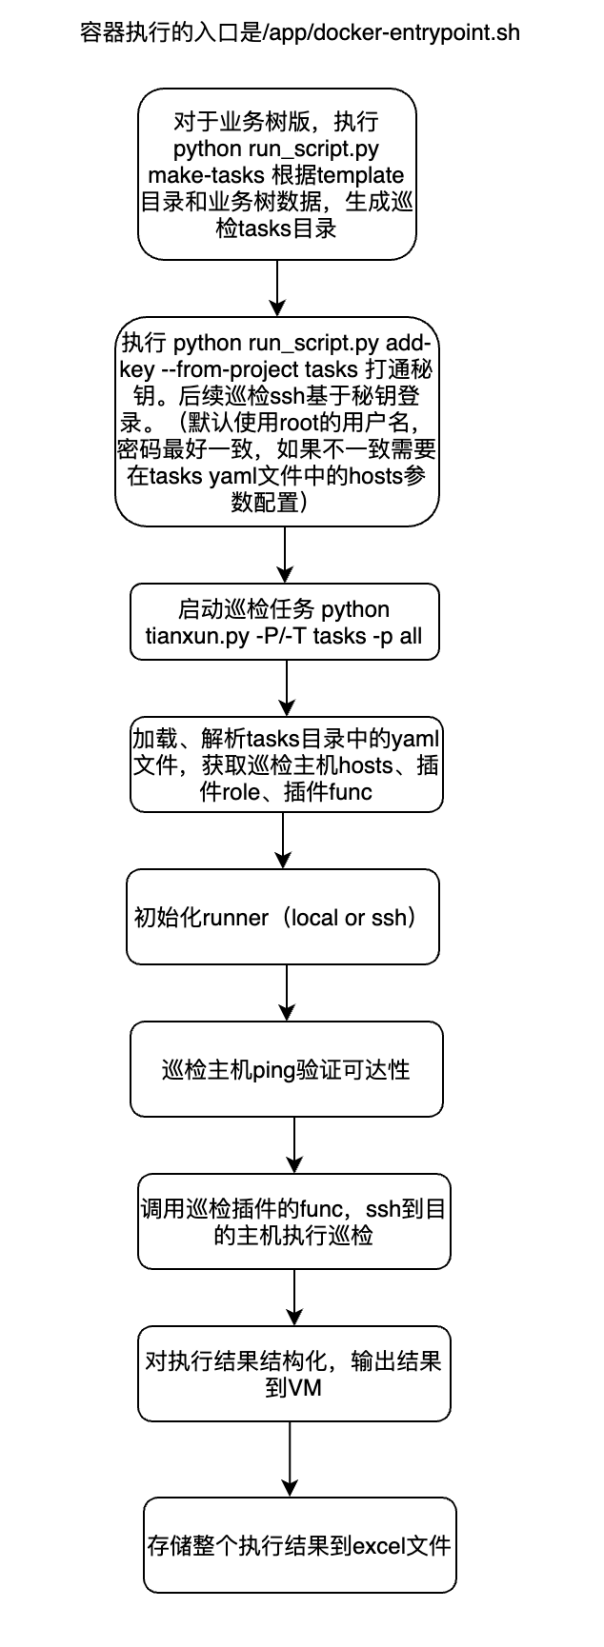 容器执行的入口是/app/docker-entrypoint.sh
对于业务树版，执行
python run_script.py
make-tasks 根据template
目录和业务树数据，生成巡
检tasks目录
执行 python run_script.py add-
key --from-project tasks 打通秘
钥。后续巡检ssh基于秘钥登
录。（默认使用root的用户名，
密码最好一致，如果不一致需要
在tasks yaml文件中的hosts参
数配置）
启动巡检任务 python
tianxun.py -P/-T tasks -p all
加载、解析tasks目录中的yaml
文件，获取巡检主机hosts、插
件role、插件func
初始化runner（local or ssh）
巡检主机ping验证可达性
调用巡检插件的func，ssh到目
的主机执行巡检
对执行结果结构化，输出结果
到VM
存储整个执行结果到excel文件